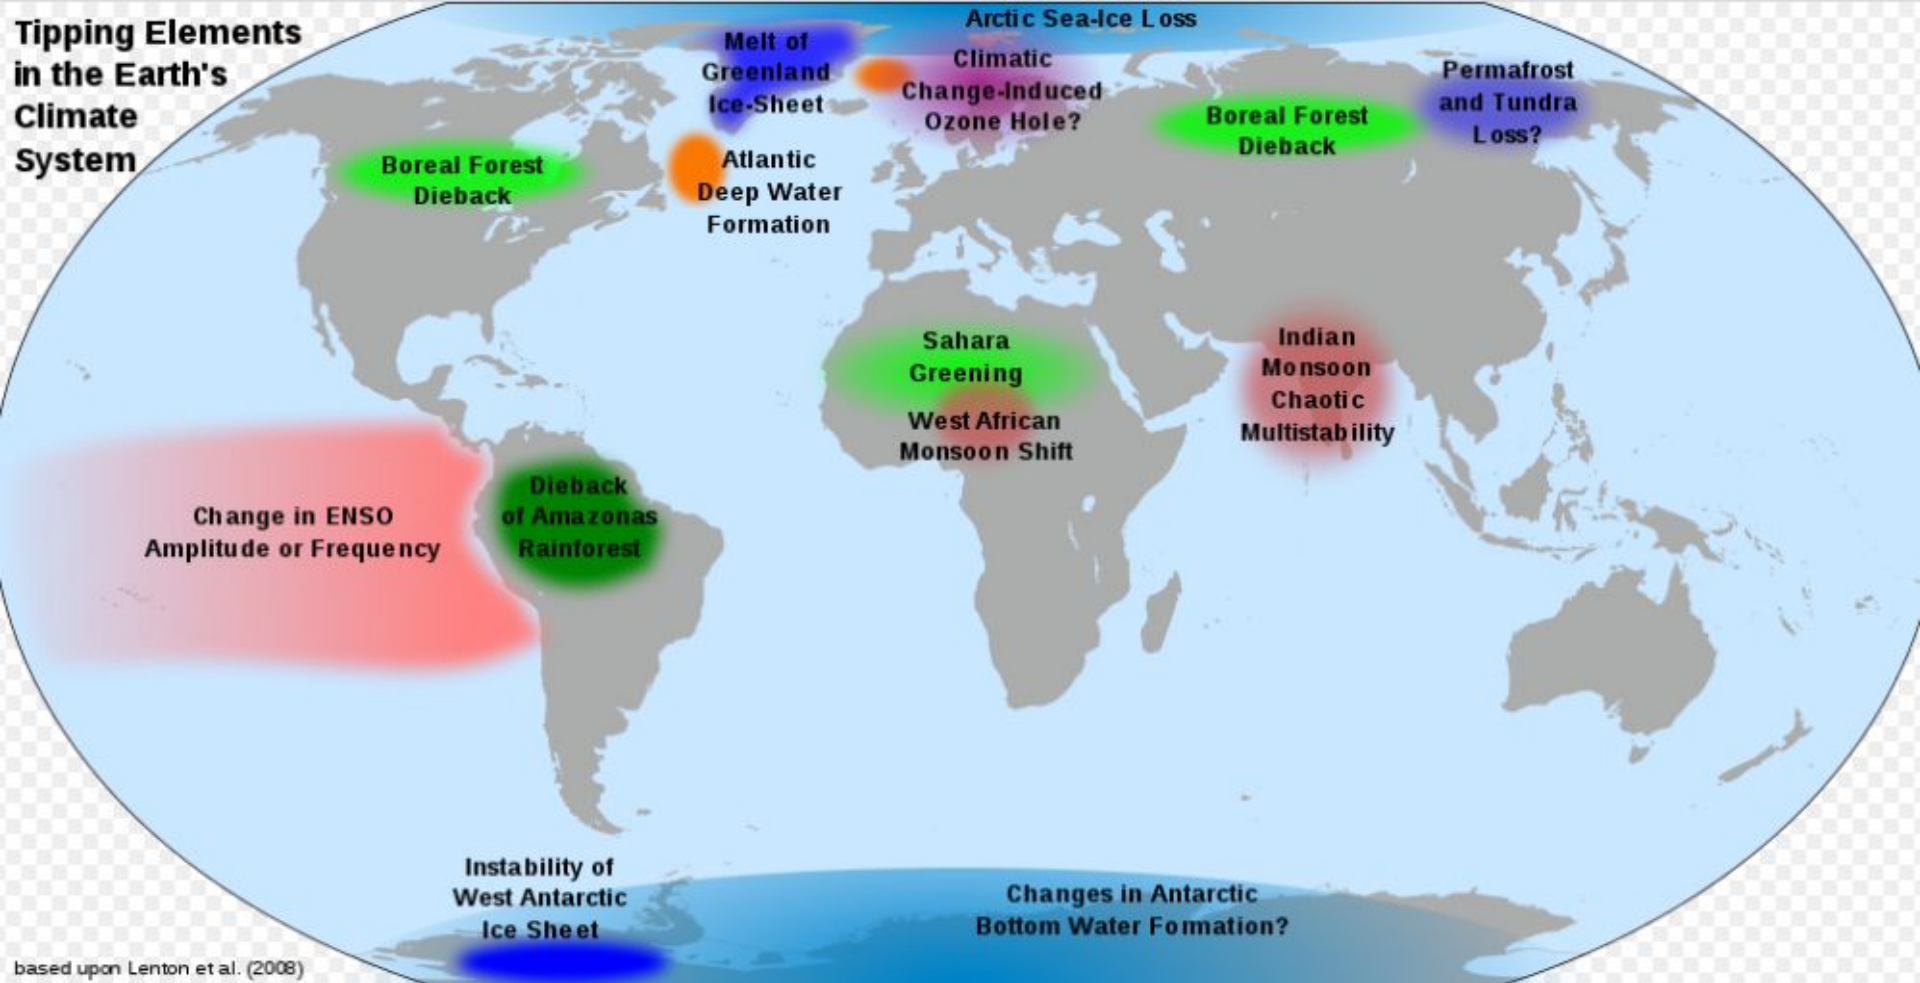 Tipping Elements
in the Earth's
Climate
System
Arctic Sea-Ice Loss
Melt of
Greenland
Ice-Sheet
Climatic
Change-Induced
Ozone Hole?
Permafrost
and Tundra
Loss?
Boreal Forest
Dieback
Boreal Forest
Dieback
Atlantic
Deep Water
Formation
Sahara
Greening
West African
Monsoon Shift
Indian
Monsoon
Chaotic
Multistability
Change in ENSO
Amplitude or Frequency
Dieback
of Amazonas
Rainforest
Instability of
West Antarctic
Ice Sheet
Changes in Antarctic
Bottom Water Formation?
based upon Lenton et al. (2008)